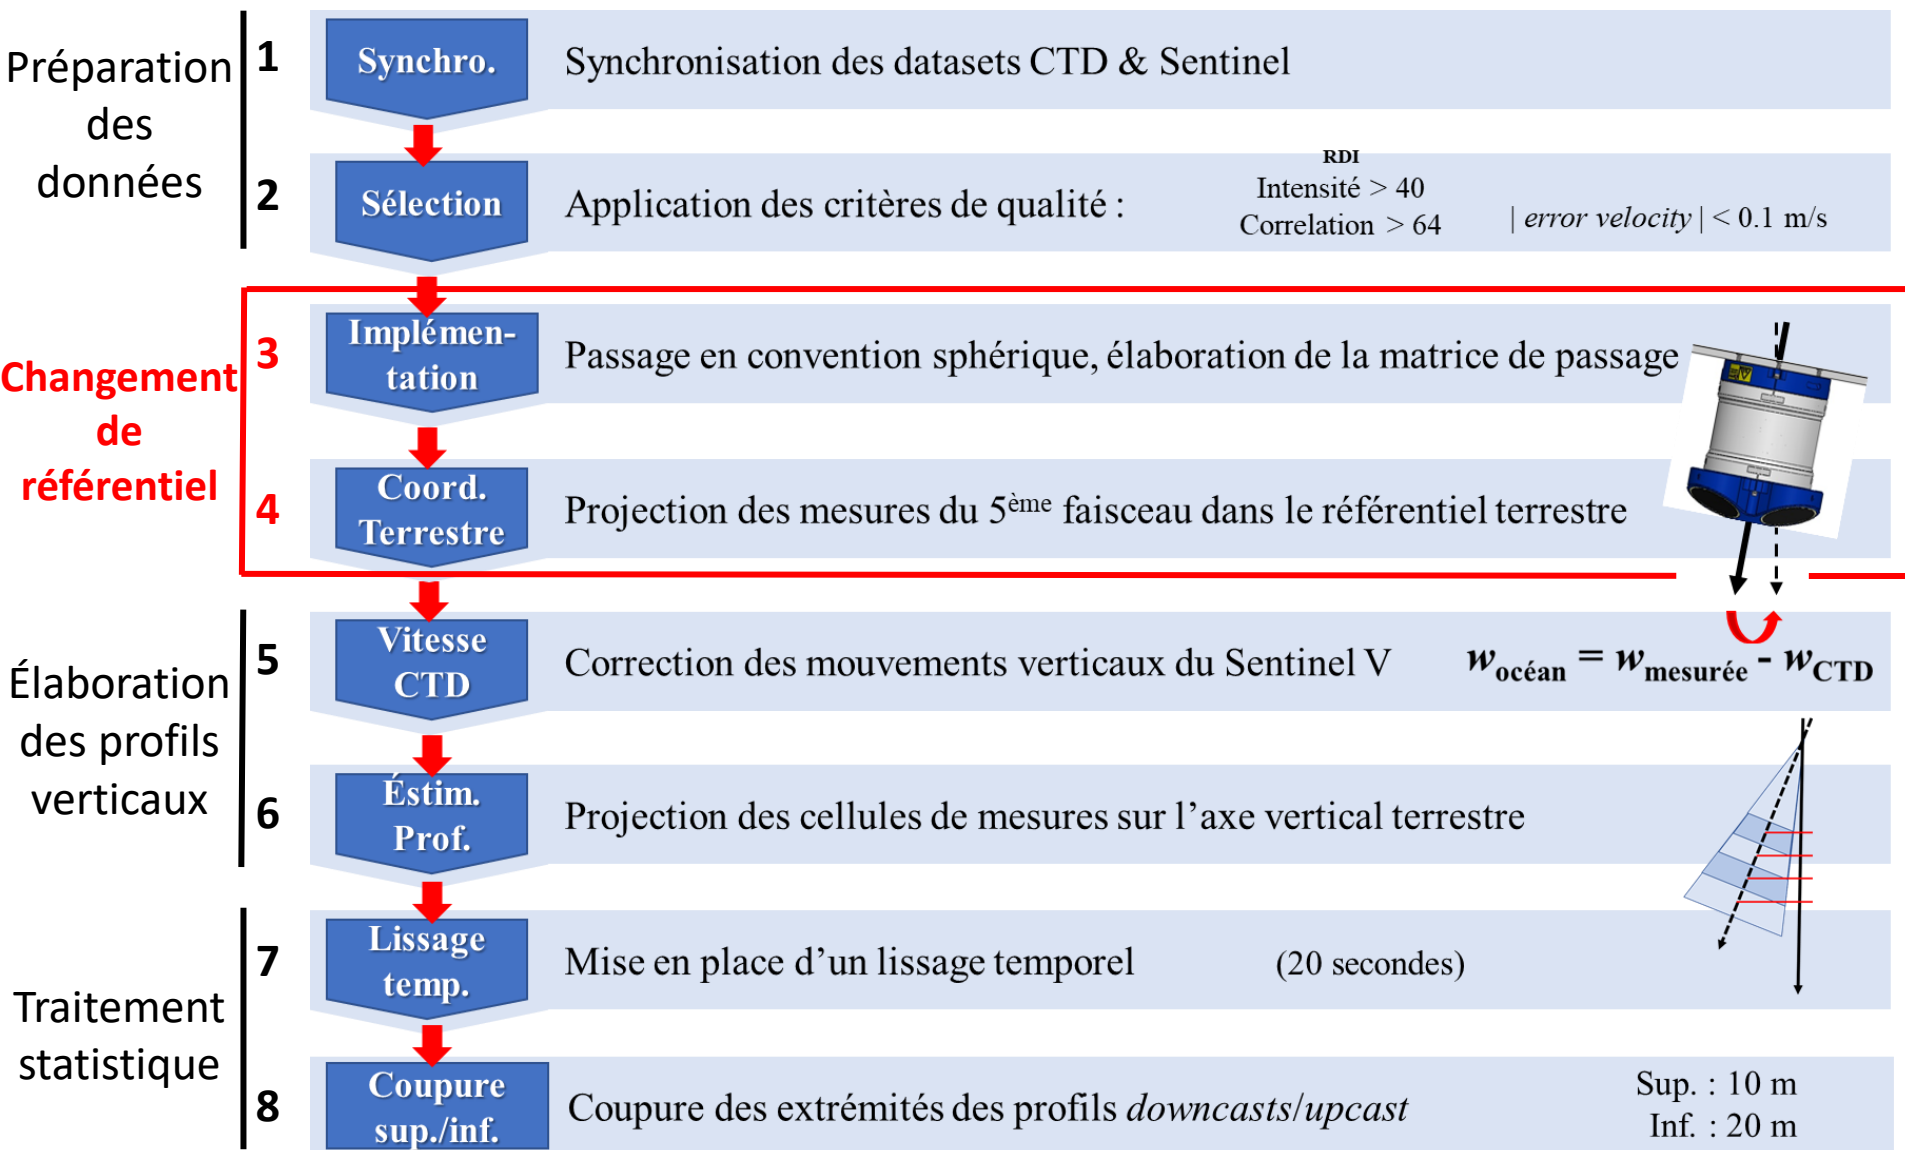 Préparation
des
données
1
Synchro.
Synchronisation des datasets CTD & Sentinel
2
Sélection
Application des critères de qualité :
RDI
Intensité > 40
Correlation > 64
| error velocity | < 0.1 m/s
Changement
de
référentiel
3
Implémen-
tation
Passage en convention sphérique, élaboration de la matrice de passage
4
Coord.
Terrestre
Projection des mesures du 5ème faisceau dans le référentiel terrestre
Élaboration
des profils
verticaux
5
Vitesse
CTD
Correction des mouvements verticaux du Sentinel V
wocéan = wmesurée - wCTD
6
Éstim.
Prof.
Projection des cellules de mesures sur l’axe vertical terrestre
Traitement
statistique
7
Lissage
temp.
Mise en place d’un lissage temporel
(20 secondes)
8
Coupure
sup./inf.
Coupure des extrémités des profils downcasts/upcast
Sup. : 10 m
Inf. : 20 m